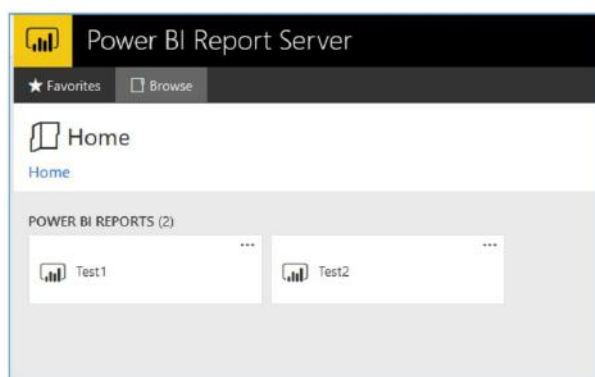 Power BI Report Server
Favorites Browse
Home
Home
POWER BI REPORTS (2)
... ...
Test1 Test2